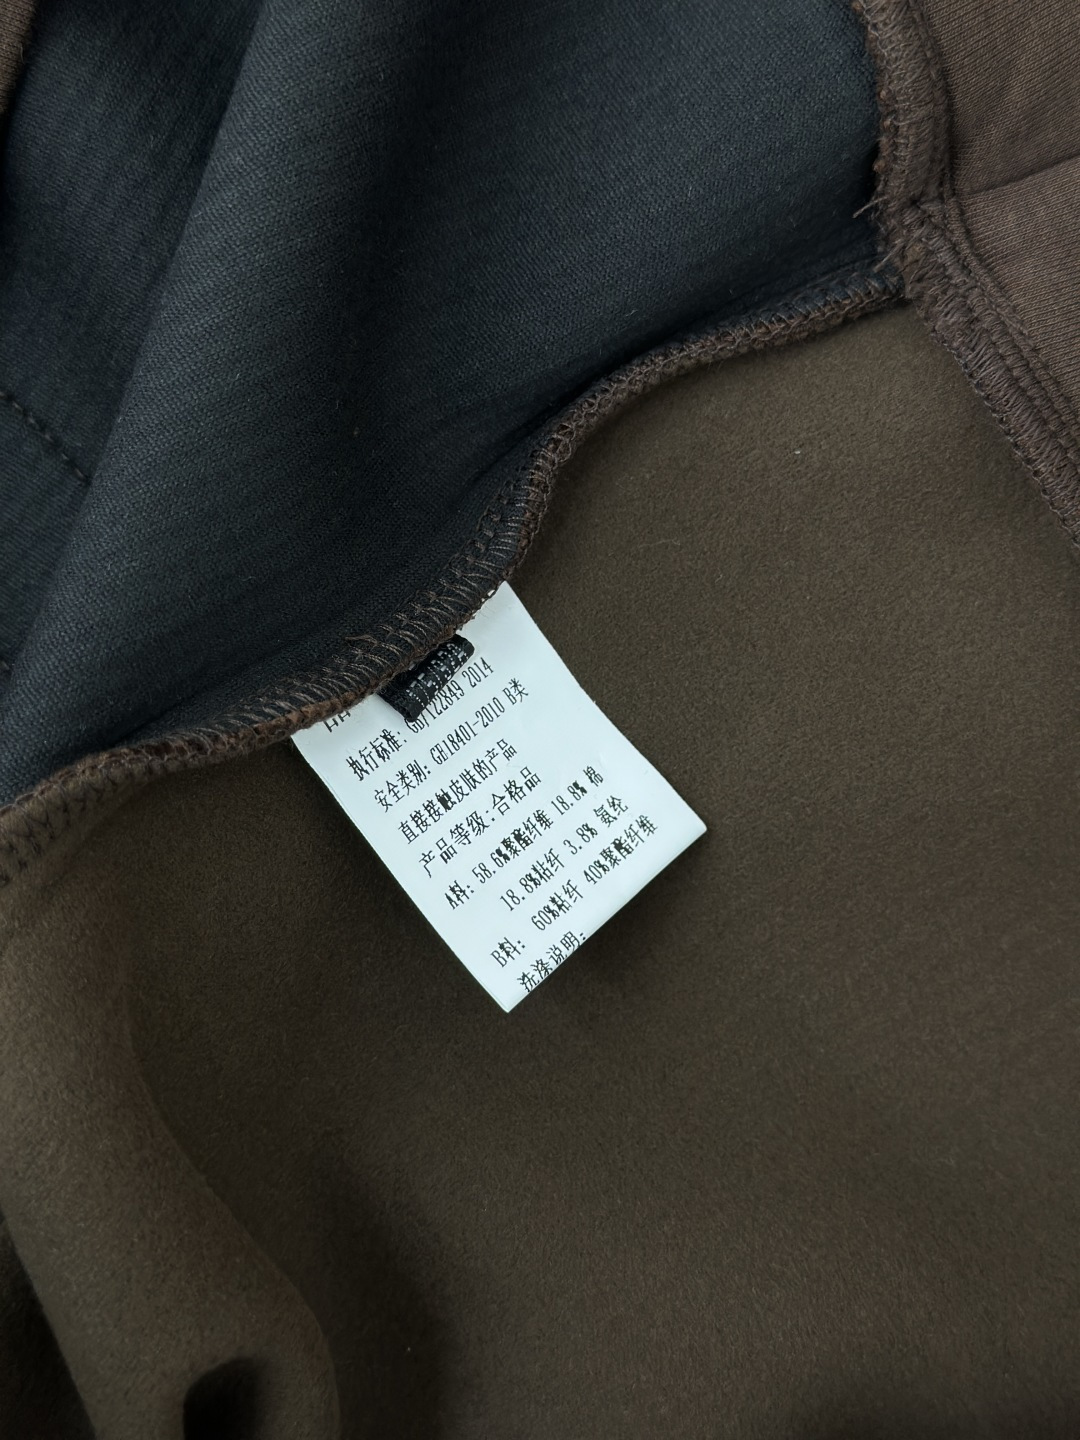 执行标准: GB/T22849 2014
安全类别: GB18401-2010 B类
直接接触皮肤的产品
产品等级:合格品
A料: 58.6%聚酯纤维 18.8% 棉
18.8%粘纤 3.8% 氨纶
B料: 60%粘纤 40%聚酯纤维
洗涤说明: